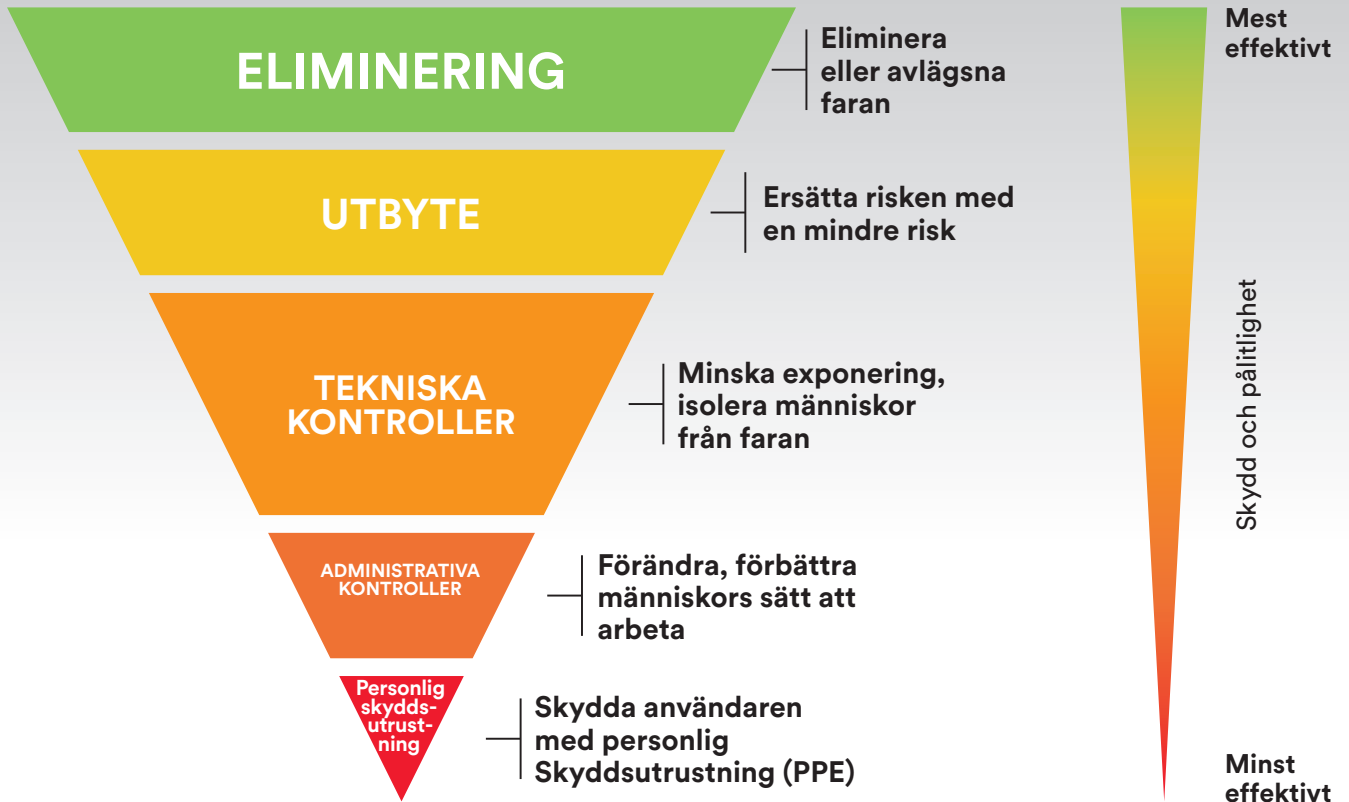 ELIMINERING
Eliminera
eller avlägsna
faran
Mest
effektivt
UTBYTE
Ersätta risken med
en mindre risk
TEKNISKA
KONTROLLER
Minska exponering,
isolera människor
från faran
Skydd och pålitlighet
ADMINISTRATIVA
KONTROLLER
Förändra, förbättra
människors sätt att
arbeta
Personlig
skydds-
utrust-
ning
Skydda användaren
med personlig
Skyddsutrustning (PPE)
Minst
effektivt